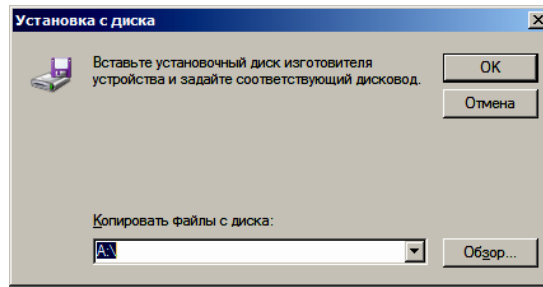 Установка с диска
Вставьте установочный диск изготовителя
устройства и задайте соответствующий дисковод.
OK
Отмена
Копировать файлы с диска:
A:\
Обзор...